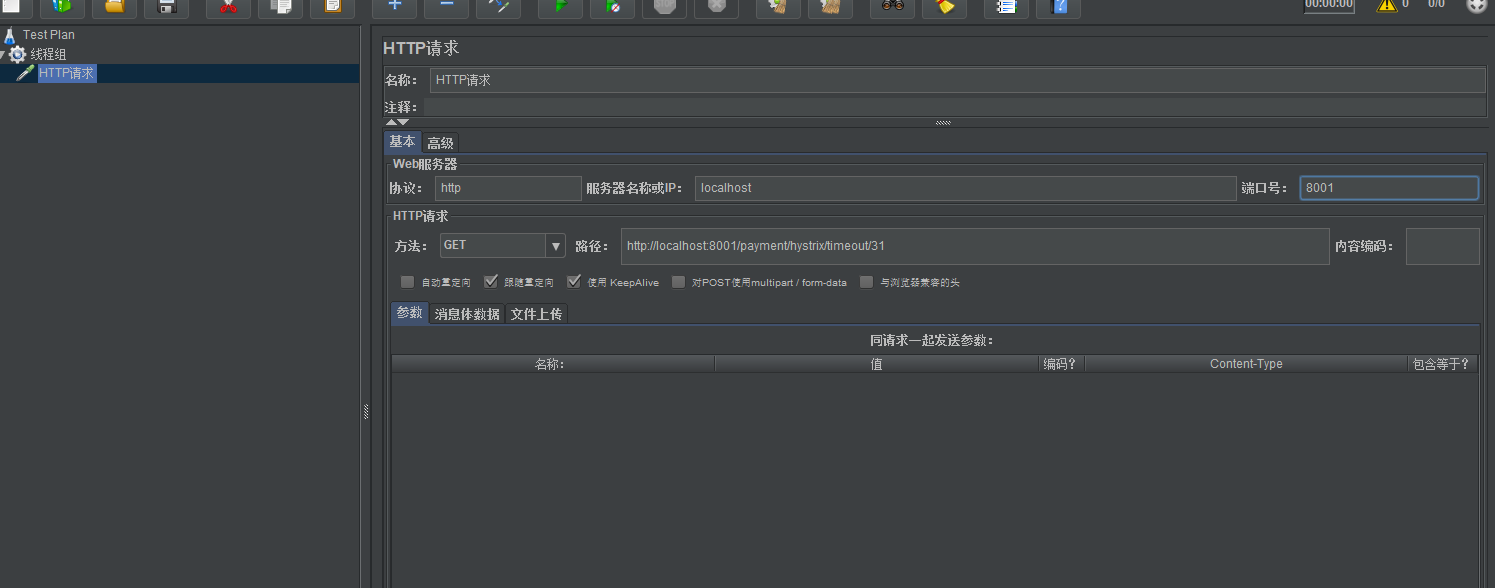 00:00:00 0 0/0
Test Plan
线程组
HTTP请求
HTTP请求
名称： HTTP请求
注释：
基本 高级
Web服务器
协议： http 服务器名称或IP： localhost 端口号： 8001
HTTP请求
方法： GET 路径： http://localhost:8001/payment/hystrix/timeout/31 内容编码：
自动重定向 跟随重定向 使用 KeepAlive 对POST使用multipart / form-data 与浏览器兼容的头
参数 消息体数据 文件上传
同请求一起发送参数：
名称： 值 编码？ Content-Type 包含等于？